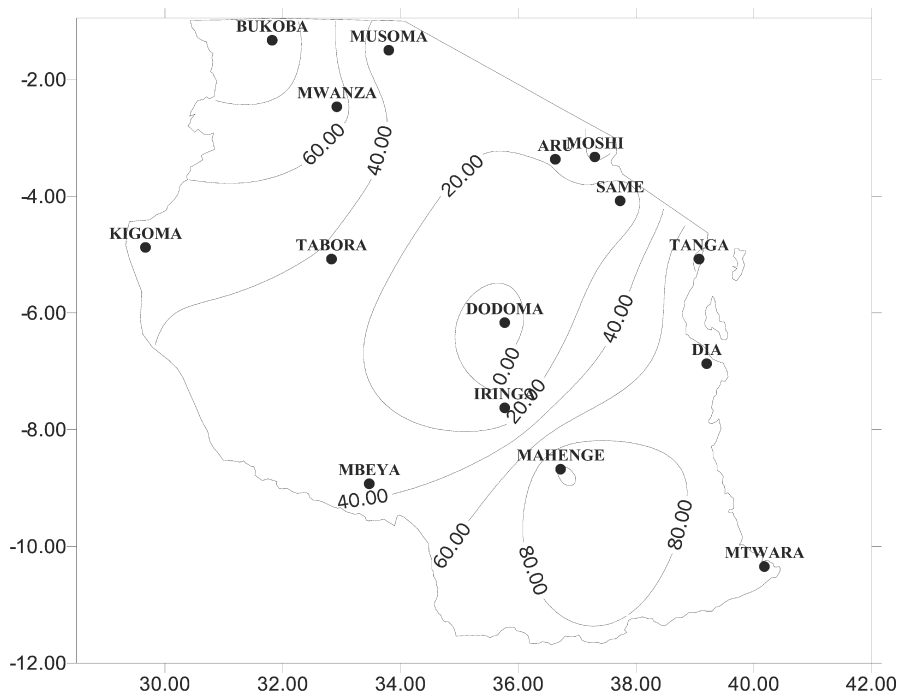 BUKOBA
MUSOMA
-2.00
MWANZA
60.00
40.00
ARU
MOSHI
20.00
SAME
-4.00
KIGOMA
TABORA
TANGA
-6.00
DODOMA
40.00
DIA
0.00
IRINGA
20.00
-8.00
MAHENGE
MBEYA
40.00
80.00
60.00
-10.00
80.00
MTWARA
-12.00
30.00 32.00 34.00 36.00 38.00 40.00 42.00